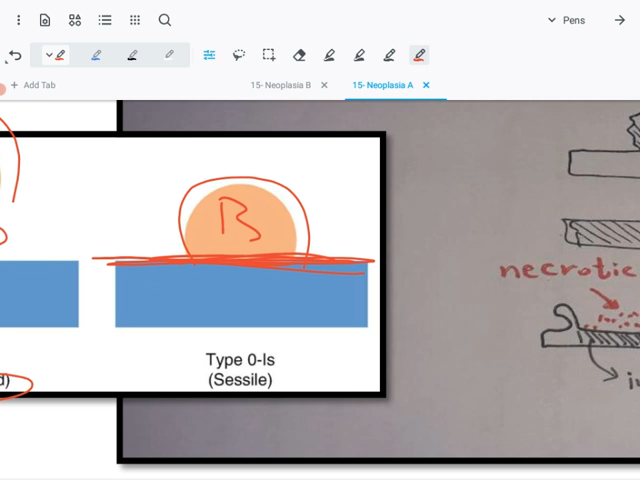 Pens
Add Tab
15- Neoplasia B
15- Neoplasia A
B
Type 0-Is
(Sessile)
d)
necrotic